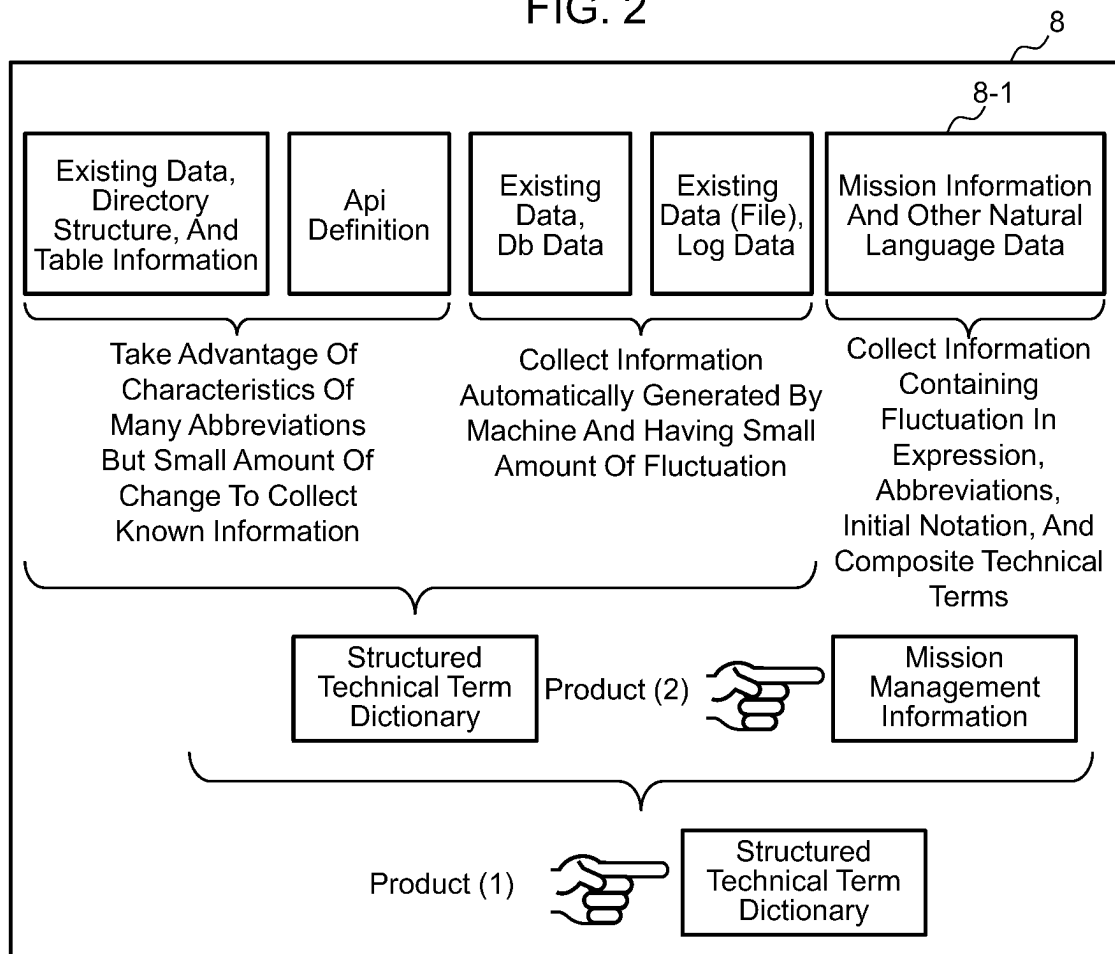 FIG. 2
8
8-1
Existing Data,
Directory
Structure, And
Table Information
Api
Definition
Existing
Data,
Db Data
Existing
Data (File),
Log Data
Mission Information
And Other Natural
Language Data
Take Advantage Of
Characteristics Of
Many Abbreviations
But Small Amount Of
Change To Collect
Known Information
Collect Information
Automatically Generated By
Machine And Having Small
Amount Of Fluctuation
Collect Information
Containing
Fluctuation In
Expression,
Abbreviations,
Initial Notation, And
Composite Technical
Terms
Structured
Technical Term
Dictionary
Product (2)
Mission
Management
Information
Product (1)
Structured
Technical Term
Dictionary